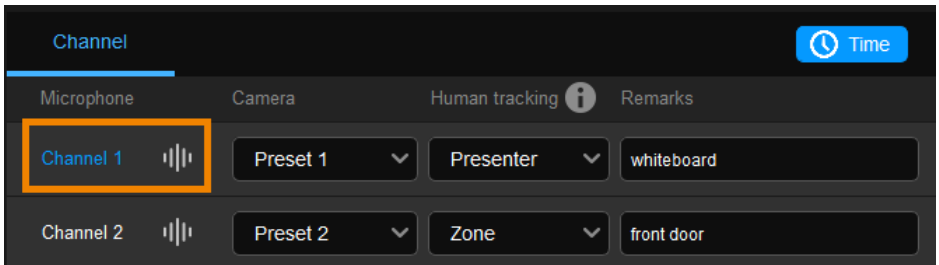 Channel Time
Microphone Camera Human tracking Remarks
Channel 1 Preset 1 Presenter whiteboard
Channel 2 Preset 2 Zone front door